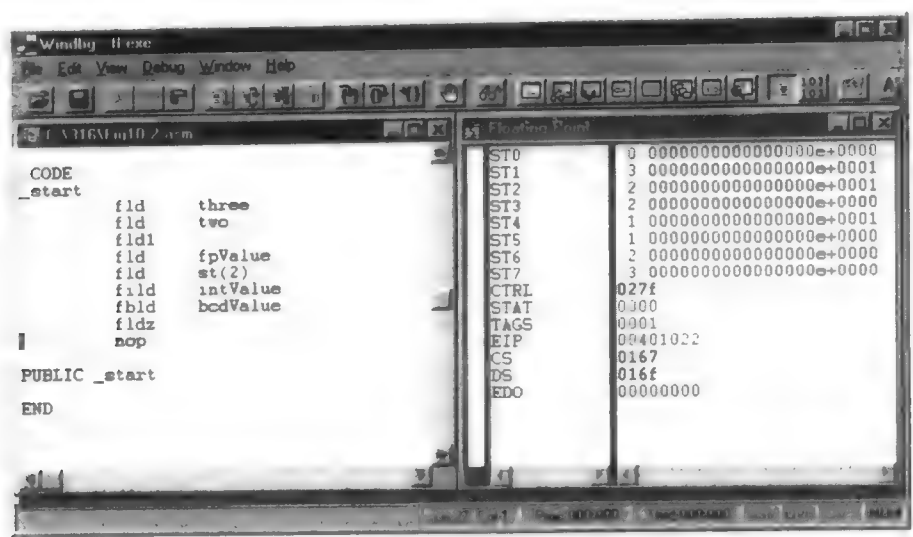 Windbg
File Edit View Debug Window Help
_start
CODE
fld three
fld two
fld1
fld fpValue
fld st(2)
fild intValue
fbld bcdValue
fldz
nop
PUBLIC _start
END
Floating Point
ST0 0 0000000000000000e+0000
ST1 3 0000000000000000e+0001
ST2 2 0000000000000000e+0001
ST3 2 0000000000000000e+0000
ST4 1 0000000000000000e+0001
ST5 1 0000000000000000e+0000
ST6 2 0000000000000000e+0000
ST7 3 0000000000000000e+0000
CTRL 027f
STAT 0000
TAGS 0001
EIP 00401022
CS 0167
DS 016f
EDO 00000000